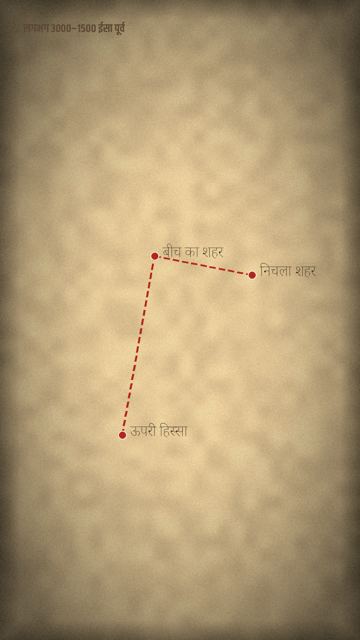 लगभग 3000–1500 ईसा पूर्व
बीच का शहर
निचला शहर
ऊपरी हिस्सा